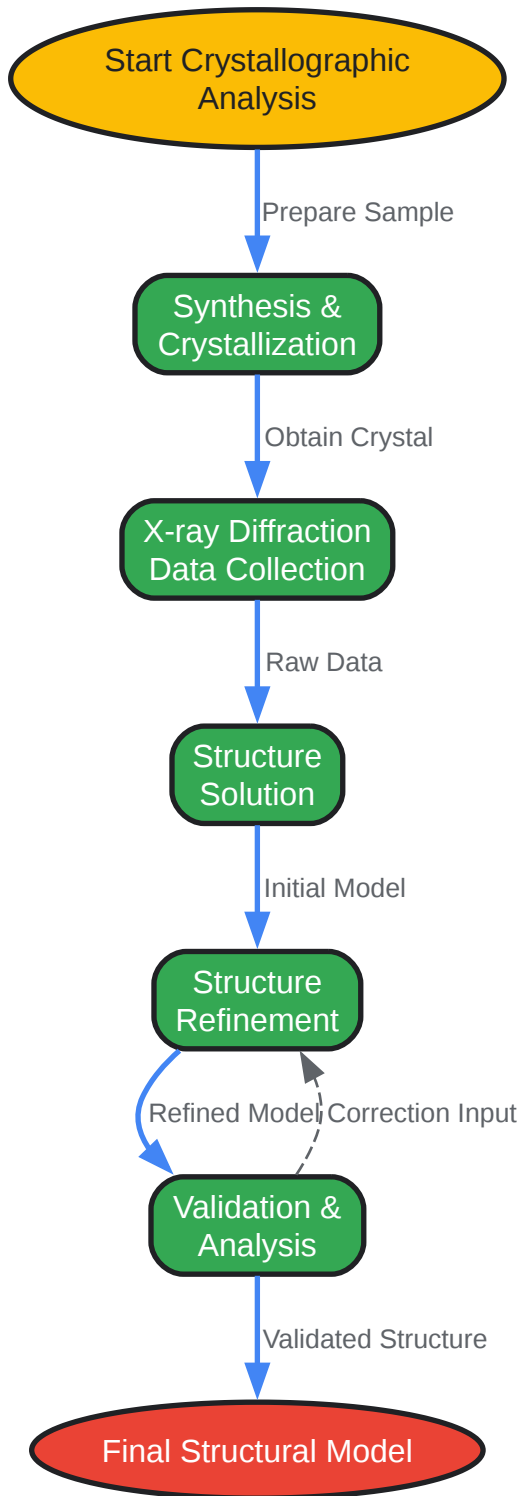 Start Crystallographic
Analysis
Prepare Sample
Synthesis &
Crystallization
Obtain Crystal
X-ray Diffraction
Data Collection
Raw Data
Structure
Solution
Initial Model
Structure
Refinement
Refined Model
Correction Input
Validation &
Analysis
Validated Structure
Final Structural Model